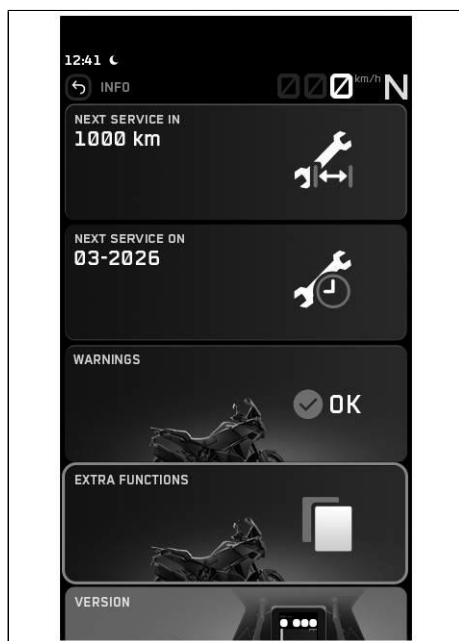 12:41
INFO
000 km/h N
NEXT SERVICE IN
1000 km
NEXT SERVICE ON
03-2026
WARNINGS
OK
EXTRA FUNCTIONS
VERSION